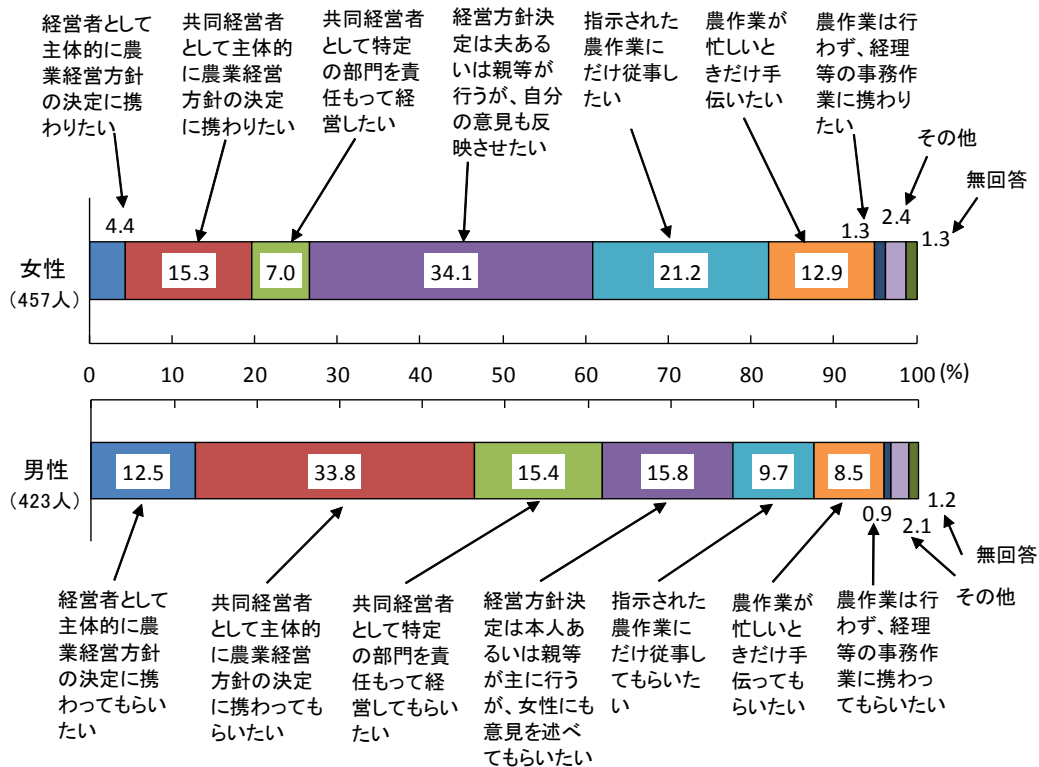 経営者として
主体的に農
業経営方針
の決定に携
わりたい
共同経営者
として主体的
に農業経営
方針の決定
に携わりたい
共同経営者
として特定
の部門を責
任もって経
営したい
経営方針決
定は夫ある
いは親等が
行うが、自分
の意見も反
映させたい
指示された
農作業に
だけ従事し
たい
農作業が
忙しいと
きだけ手
伝いたい
農作業は行
わず、経理
等の事務作
業に携わり
たい
その他
無回答
女性
（457人）
4.4
15.3
7.0
34.1
21.2
12.9
1.3
2.4
1.3
0 10 20 30 40 50 60 70 80 90 100 (%)
男性
（423人）
12.5
33.8
15.4
15.8
9.7
8.5
0.9
2.1
1.2
経営者として
主体的に農
業経営方針
の決定に携
わってもらい
たい
共同経営者
として主体的
に農業経営
方針の決定
に携わっても
らいたい
共同経営者
として特定
の部門を責
任もって経
営してもらい
たい
経営方針決
定は本人あ
るいは親等
が主に行う
が、女性にも
意見を述べ
てもらいたい
指示された
農作業に
だけ従事し
てもらいた
い
農作業が
忙しいと
きだけ手
伝っても
らいたい
農作業は行
わず、経理
等の事務作
業に携わっ
てもらいたい
その他
無回答